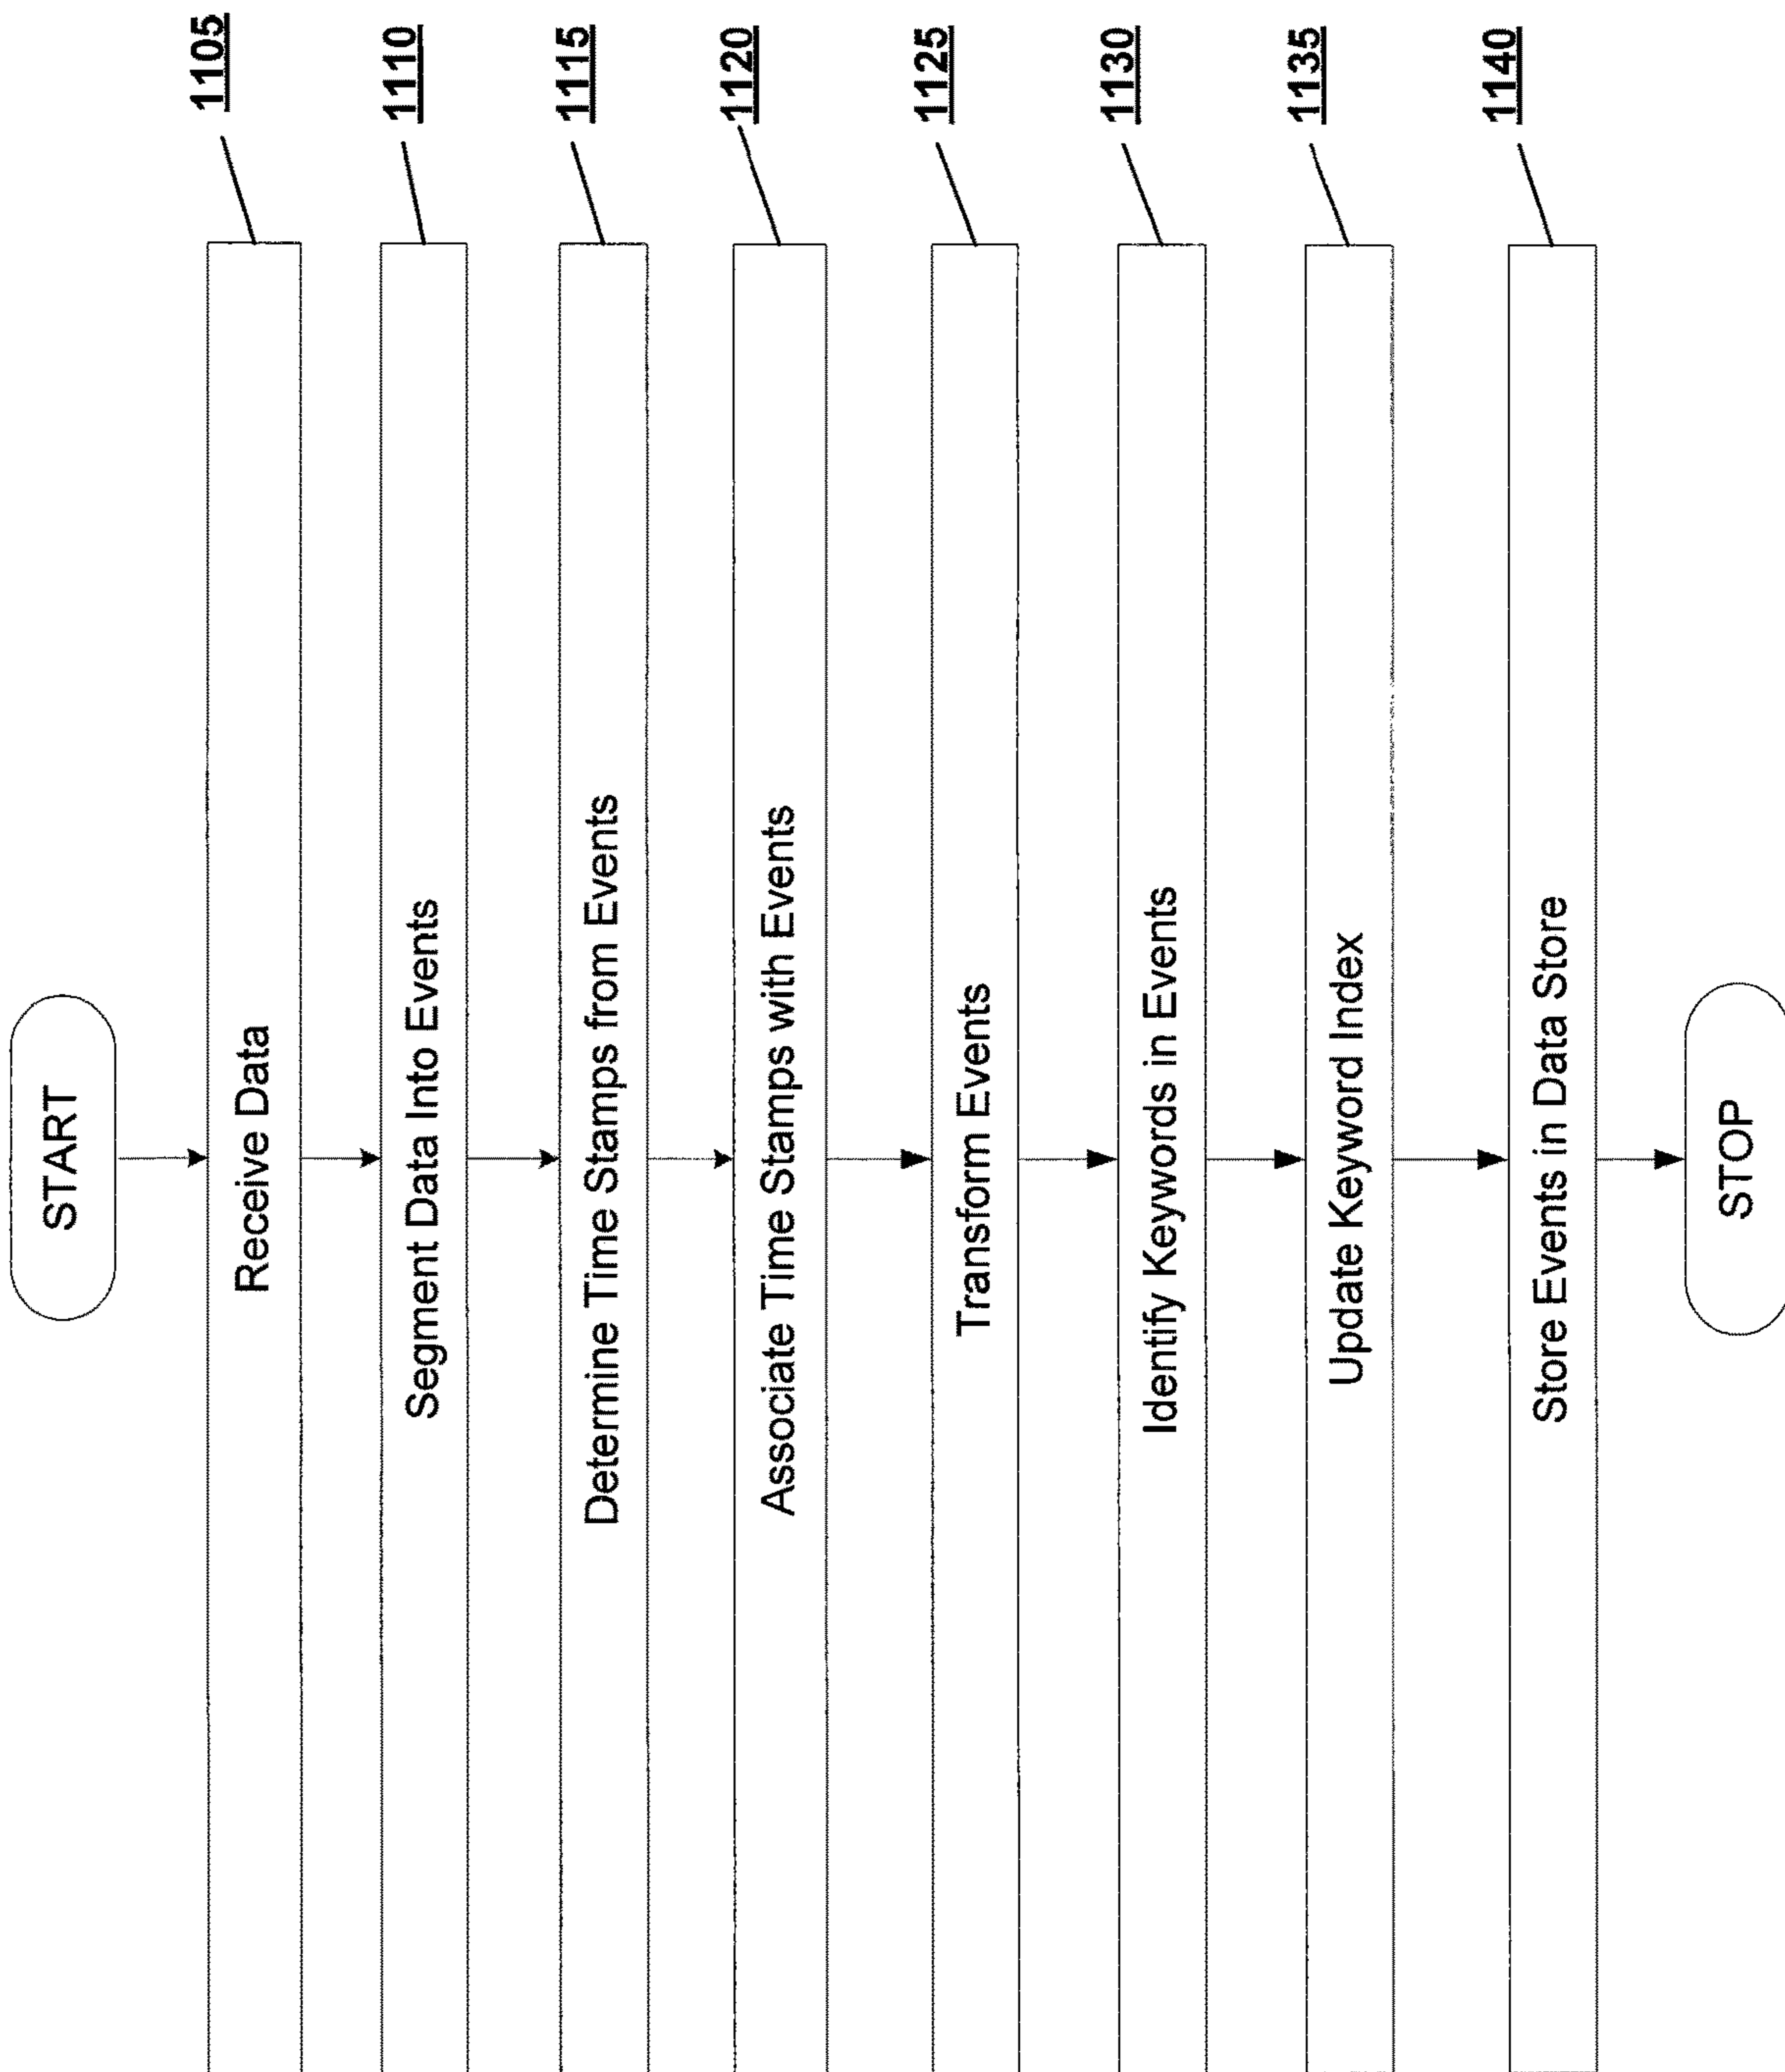 START
Receive Data
1105
Segment Data Into Events
1110
Determine Time Stamps from Events
1115
Associate Time Stamps with Events
1120
Transform Events
1125
Identify Keywords in Events
1130
Update Keyword Index
1135
Store Events in Data Store
1140
STOP